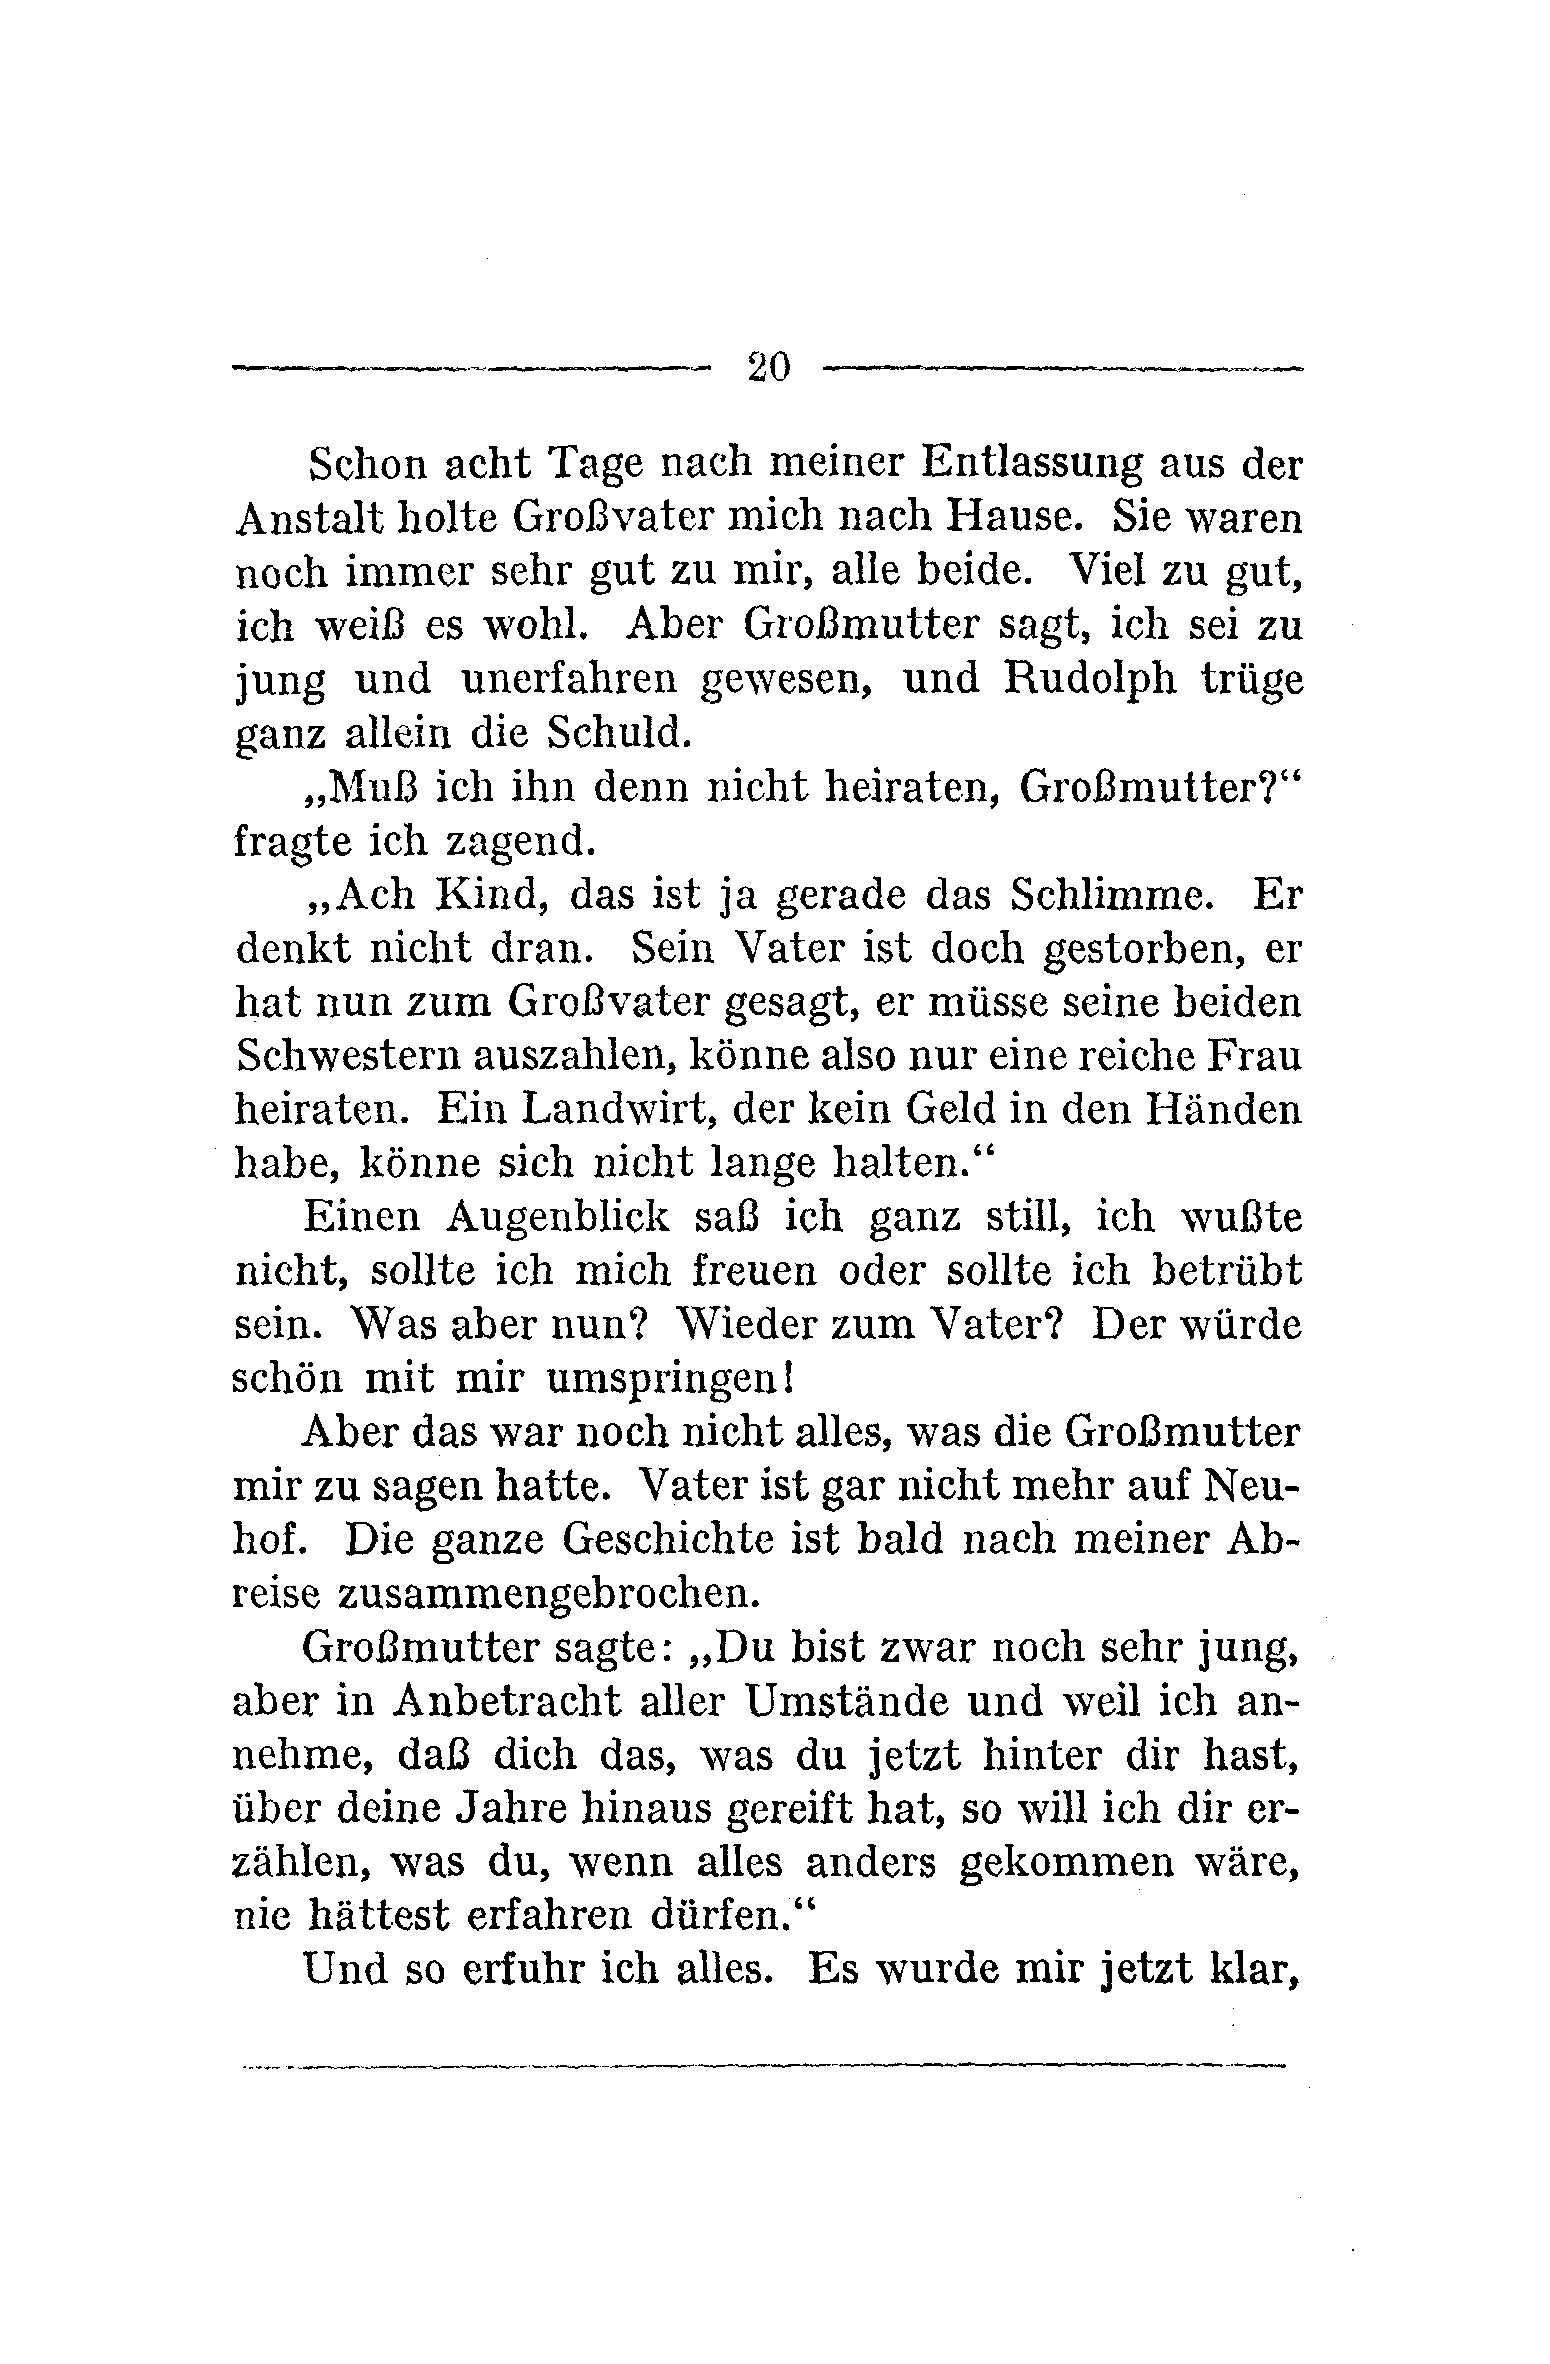 20
Schon acht Tage nach meiner Entlassung aus der
Anstalt holte Großvater mich nach Hause. Sie waren
noch immer sehr gut zu mir, alle beide. Viel zu gut,
ich weiß es wohl. Aber Großmutter sagt, ich sei zu
jung und unerfahren gewesen, und Rudolph trüge
ganz allein die Schuld.
„Muß ich ihn denn nicht heiraten, Großmutter?“
fragte ich zagend.
„Ach Kind, das ist ja gerade das Schlimme. Er
denkt nicht dran. Sein Vater ist doch gestorben, er
hat nun zum Großvater gesagt, er müsse seine beiden
Schwestern auszahlen, könne also nur eine reiche Frau
heiraten. Ein Landwirt, der kein Geld in den Händen
habe, könne sich nicht lange halten.“
Einen Augenblick saß ich ganz still, ich wußte
nicht, sollte ich mich freuen oder sollte ich betrübt
sein. Was aber nun? Wieder zum Vater? Der würde
schön mit mir umspringen!
Aber das war noch nicht alles, was die Großmutter
mir zu sagen hatte. Vater ist gar nicht mehr auf Neu-
hof. Die ganze Geschichte ist bald nach meiner Ab-
reise zusammengebrochen.
Großmutter sagte: „Du bist zwar noch sehr jung,
aber in Anbetracht aller Umstände und weil ich an-
nehme, daß dich das, was du jetzt hinter dir hast,
über deine Jahre hinaus gereift hat, so will ich dir er-
zählen, was du, wenn alles anders gekommen wäre,
nie hättest erfahren dürfen.“
Und so erfuhr ich alles. Es wurde mir jetzt klar,